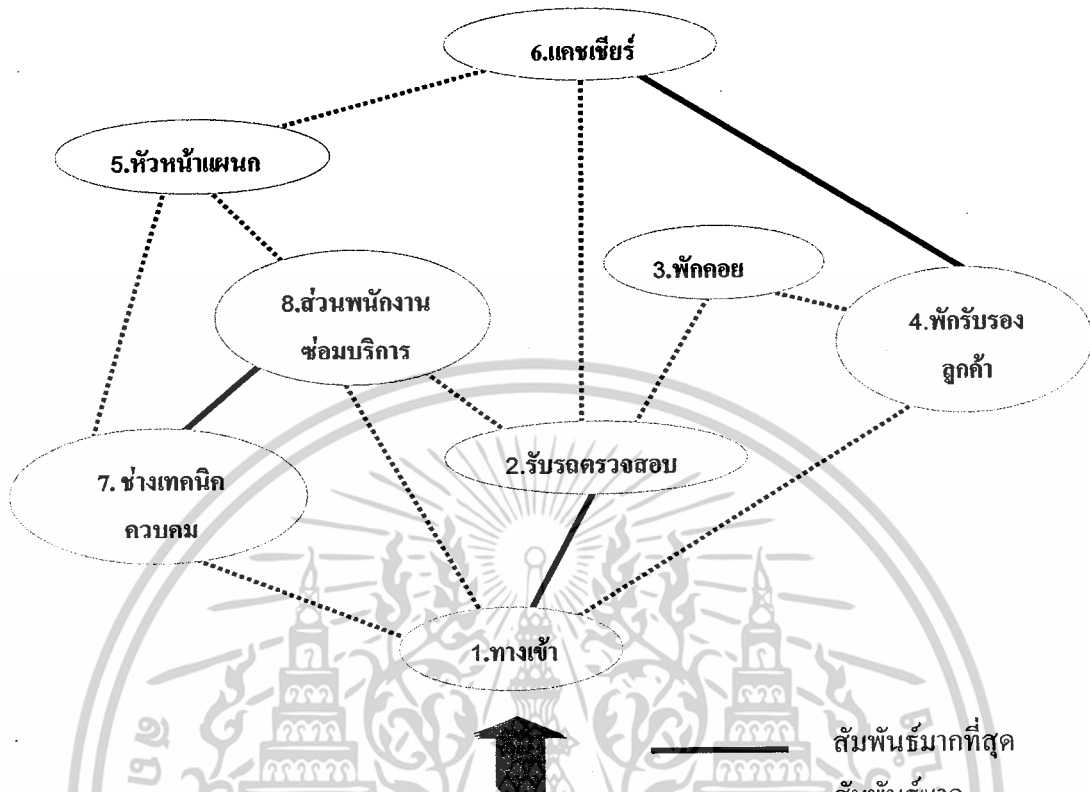 6.แคชเชียร์
5.หัวหน้าแผนก
3.พักคอย
8.ส่วนพนักงาน
ซ่อมบริการ
4.พักรับรอง
ลูกค้า
2.รับรถตรวจสอบ
7. ช่างเทคนิค
ควบคม
1.ทางเข้า
สัมพันธ์มากที่สุด